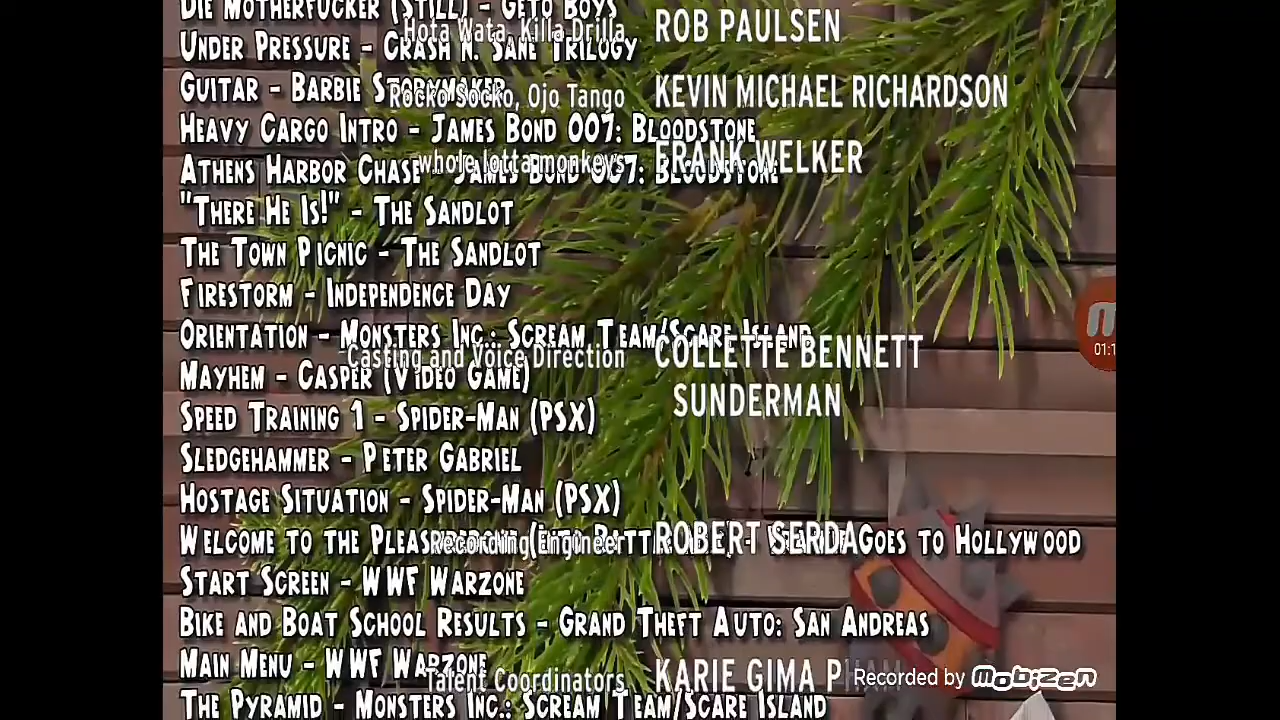 Die Motherfucker (Still) - Geto Boys
Hota Wata, Killa Drilla ROB PAULSEN
Under Pressure - Crash N. Sane Trilogy
Guitar - Barbie Storymaker
Rocko Socko, Ojo Tango KEVIN MICHAEL RICHARDSON
Heavy Cargo Intro - James Bond 007: Bloodstone
whole lotta monkeys FRANK WELKER
Athens Harbor Chase - James Bond 007: Bloodstone
"There He Is!" - The Sandlot
The Town Picnic - The Sandlot
Firestorm - Independence Day
Orientation - Monsters Inc.: Scream Team/Scare Island
Casting and Voice Direction COLLETTE BENNETT
SUNDERMAN
01:1
Mayhem - Casper (Video Game)
Speed Training 1 - Spider-Man (PSX)
Sledgehammer - Peter Gabriel
Hostage Situation - Spider-Man (PSX)
Welcome to the Goes to Hollywood
Recording Engineer ROBERT SERDA
Start Screen - WWF Warzone
Bike and Boat School Results - Grand Theft Auto: San Andreas
Main Menu - WWF Warzone
Talent Coordinators KARIE GIMA PHAM
Recorded by Mobizen
The Pyramid - Monsters Inc.: Scream Team/Scare Island